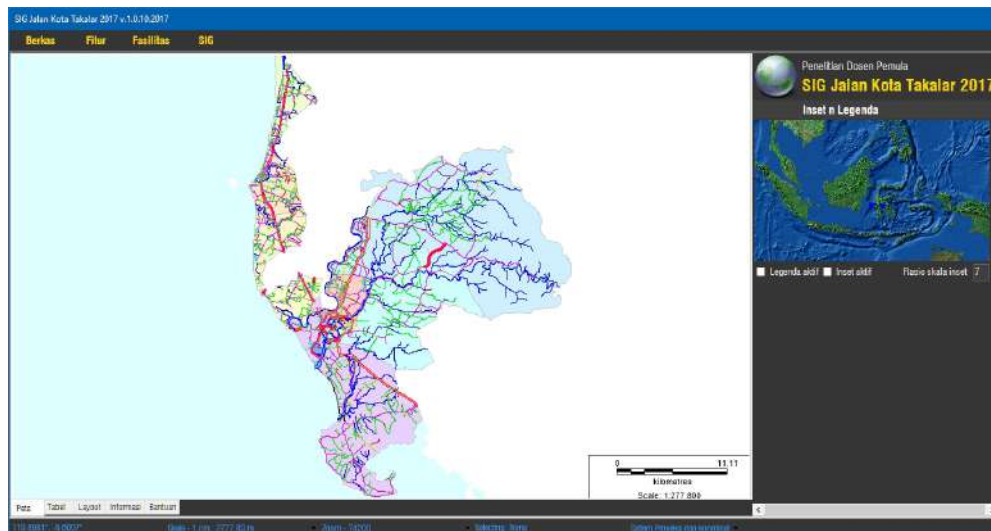 SIG Jalan Kota Takalar 2017 v.1.0.10.2017
Berkas Fitur Fasilitas SIG
Penelitian Dosen Pemula
SIG Jalan Kota Takalar 2017
Inset n Legenda
Legenda aktif Inset aktif Rasio skala inset 7
0 11.11
kilometres
Scale: 1:277.800
Peta Tabel Layout Informasi Bantuan